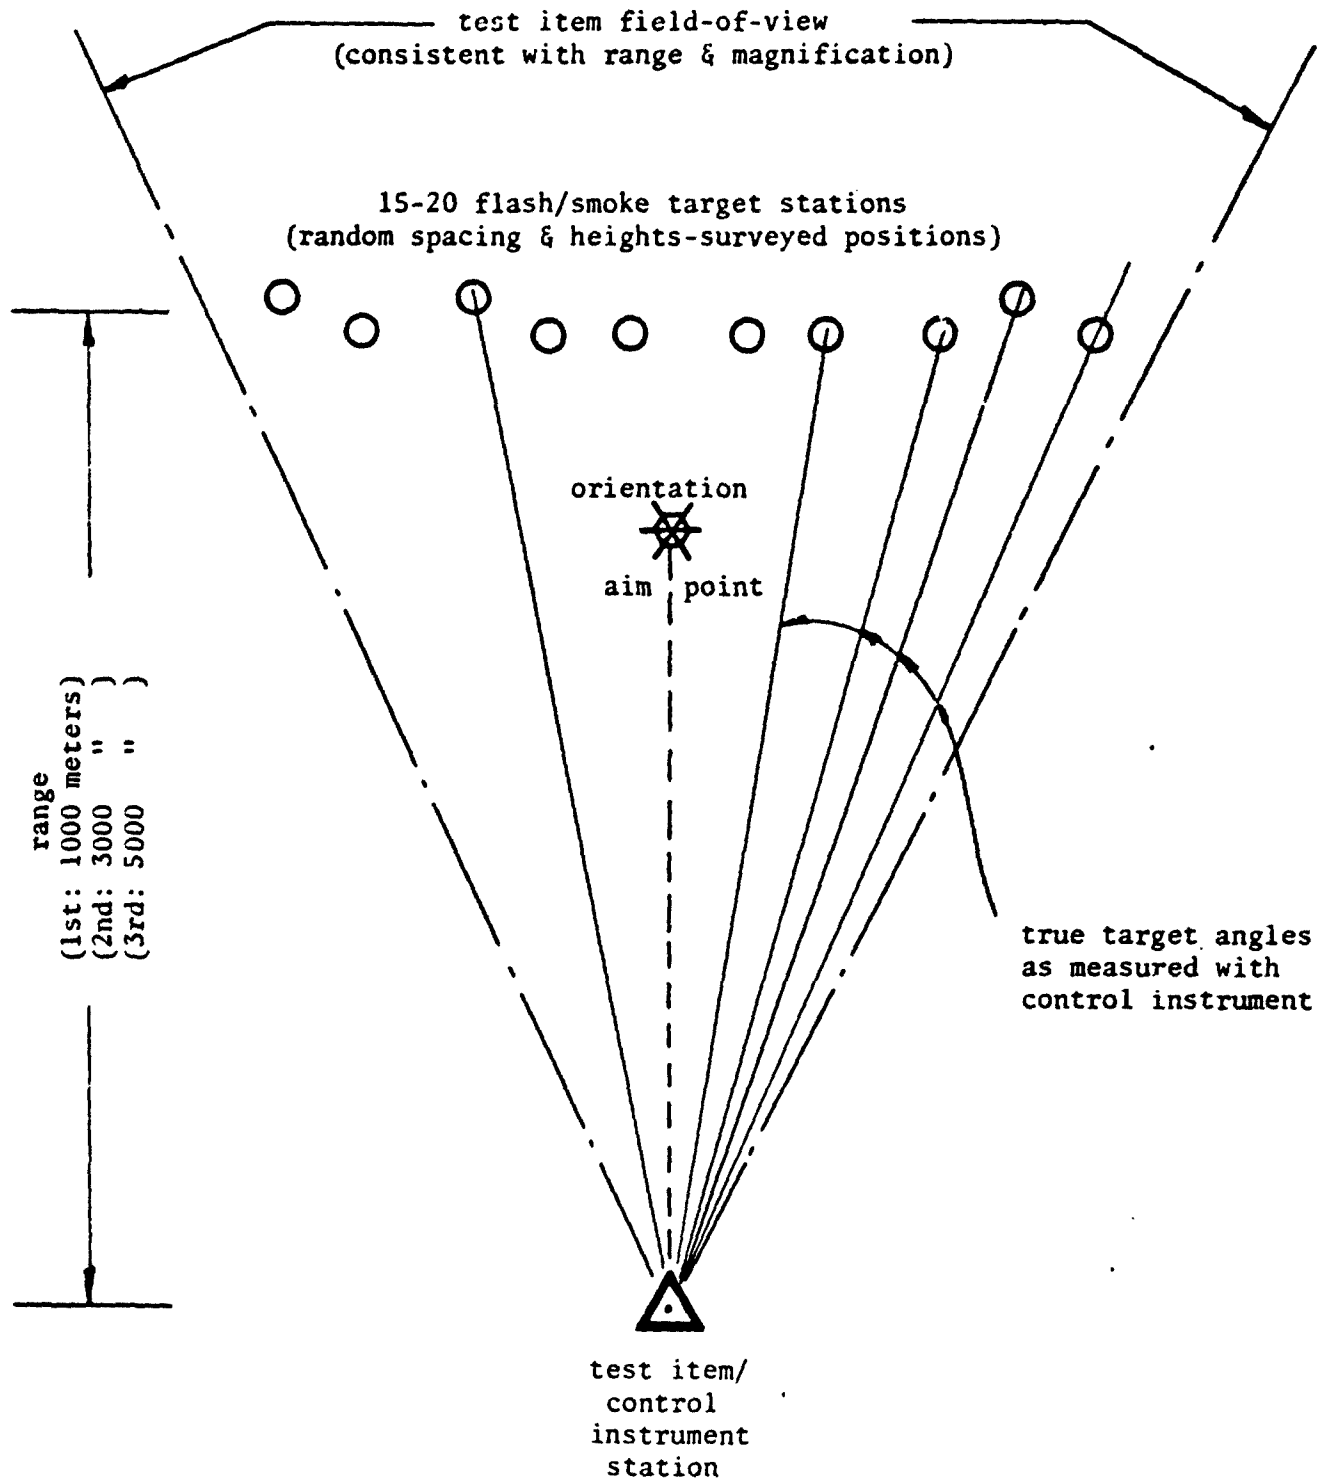 test item field-of-view
(consistent with range & magnification)
15-20 flash/smoke target stations
(random spacing & heights-surveyed positions)
orientation
aim point
range
(1st: 1000 meters)
(2nd: 3000 " )
(3rd: 5000 " )
true target angles
as measured with
control instrument
test item/
control
instrument
station